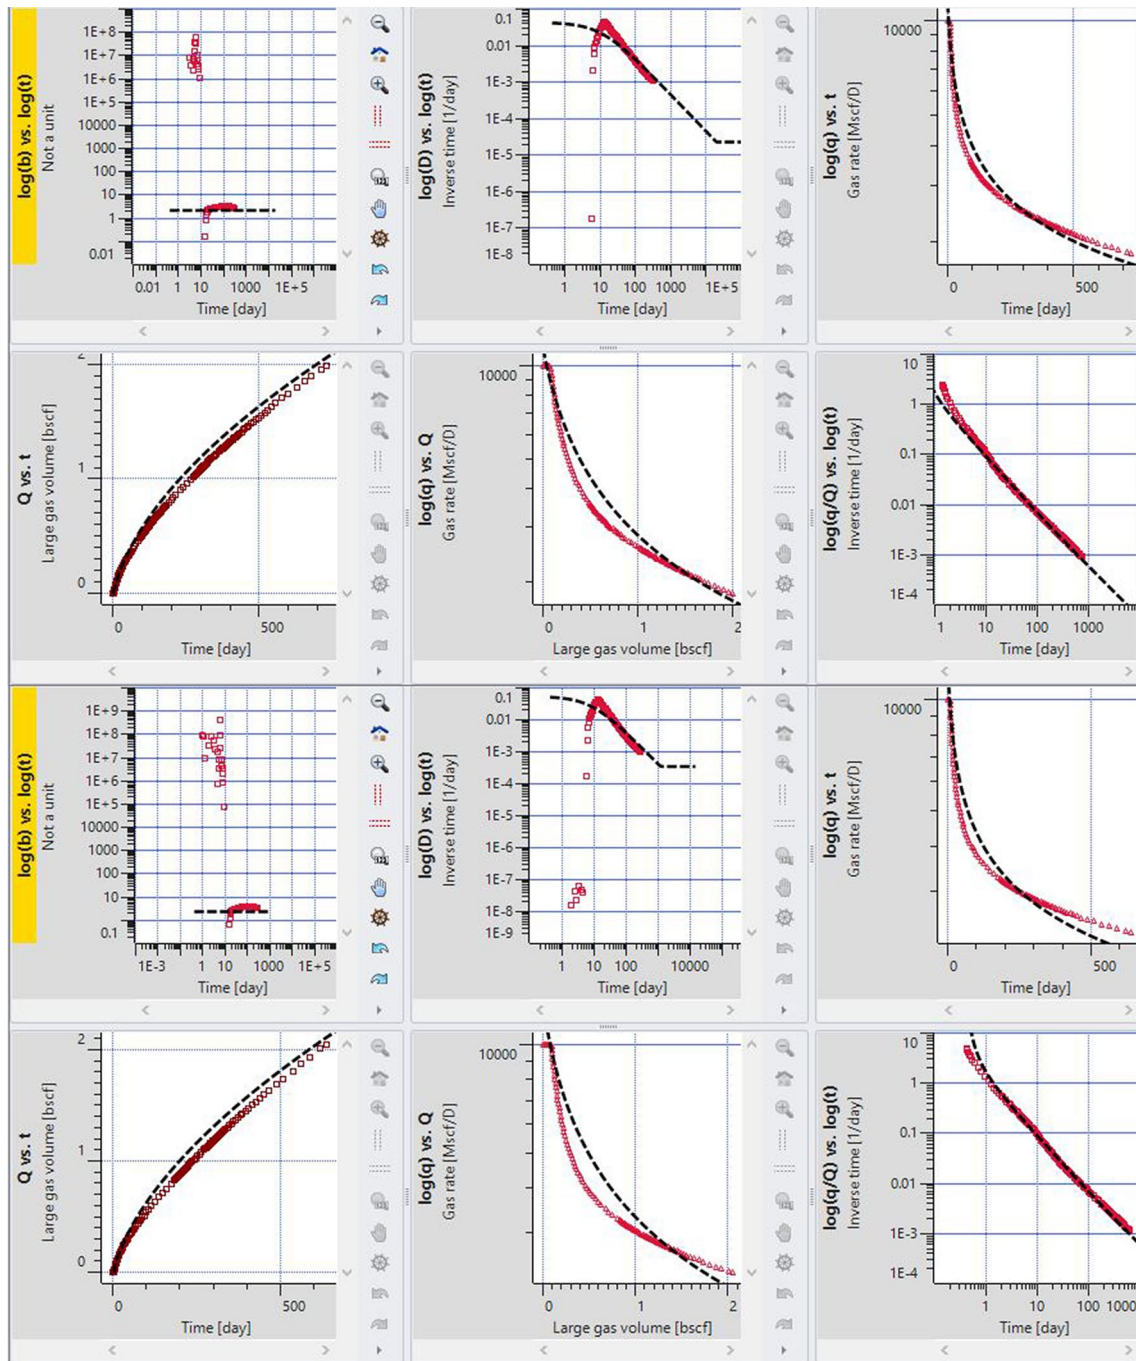 log(b) vs. log(t)
Not a unit
1E+8
1E+7
1E+6
1E+5
10000
1000
100
10
1
0.01
0.01 1 10 1000 1E+5
Time [day]
log(D) vs. log(t)
Inverse time [1/day]
0.1
0.01
1E-3
1E-4
1E-5
1E-6
1E-7
1E-8
1 10 100 1000 1E+5
Time [day]
log(q) vs. t
Gas rate [Mscf/D]
10000
0 500
Time [day]
Q vs. t
Large gas volume [bscf]
2
1
0
0 500
Time [day]
log(q) vs. Q
Gas rate [Mscf/D]
10000
0 1 2
Large gas volume [bscf]
log(q/Q) vs. log(t)
Inverse time [1/day]
10
1
0.1
0.01
1E-3
1E-4
1 10 100 1000
Time [day]
log(b) vs. log(t)
Not a unit
1E+9
1E+8
1E+7
1E+6
1E+5
10000
1000
100
10
0.1
1E-3 1 10 1000 1E+5
Time [day]
log(D) vs. log(t)
Inverse time [1/day]
0.1
0.01
1E-3
1E-4
1E-5
1E-6
1E-7
1E-8
1E-9
1 10 100 10000
Time [day]
log(q) vs. t
Gas rate [Mscf/D]
10000
0 500
Time [day]
Q vs. t
Large gas volume [bscf]
2
1
0
0 500
Time [day]
log(q) vs. Q
Gas rate [Mscf/D]
10000
0 1 2
Large gas volume [bscf]
log(q/Q) vs. log(t)
Inverse time [1/day]
10
1
0.1
0.01
1E-3
1E-4
1 10 100 1000
Time [day]